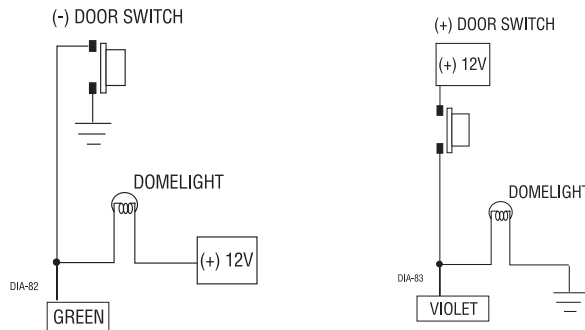 (-) DOOR SWITCH
DOMELIGHT
(+) 12V
DIA-82
GREEN
(+) DOOR SWITCH
(+) 12V
DOMELIGHT
DIA-83
VIOLET